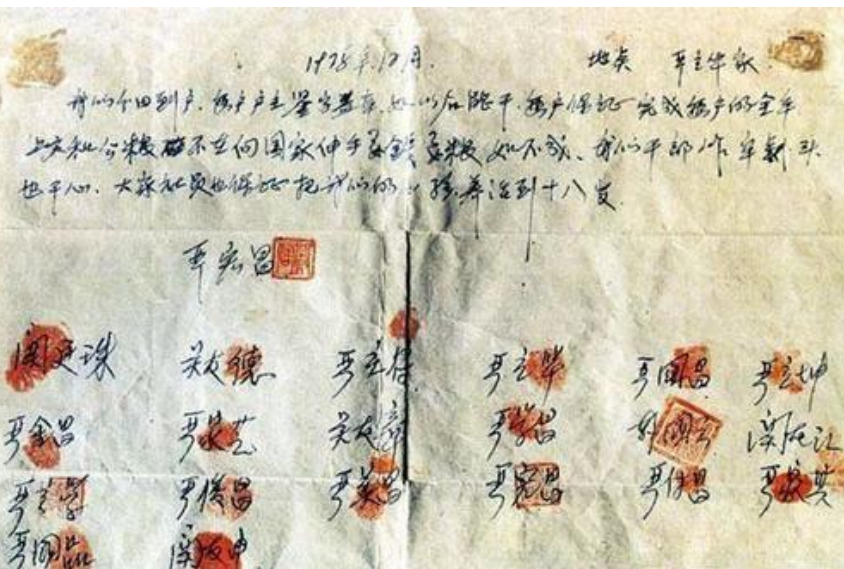 1978年12月. 地点 严立华家.
我们分田到户.每户户主签字盖章.如以后能干.每户保证完成每户的全年
上交和公粮不在向国家伸手要钱要粮如不成.我们干部作牢剎头
也干心.大家社员也保证把我们的小孩养活到十八岁.
严宏昌
关廷珠 关友德 严立符 严立华 严国昌 严立坤
严金昌 严家芝 关友章 严学昌 韩国云 关友江
严立学 严俊昌 严美昌 严宏昌 严付昌 严家其
严国品 关友申